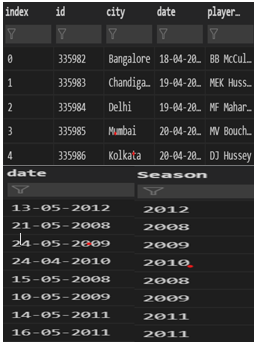 index id city date player...
0 335982 Bangalore 18-04-20... BB McCul...
1 335983 Chandiga... 19-04-20... MEK Huss...
2 335984 Delhi 19-04-20... MF Mahar...
3 335985 Mumbai 20-04-20... MV Bouch...
4 335986 Kolkata 20-04-20... DJ Hussey
date Season
13-05-2012 2012
21-05-2008 2008
24-05-2009 2009
24-04-2010 2010
15-05-2008 2008
10-05-2009 2009
14-05-2011 2011
16-05-2011 2011